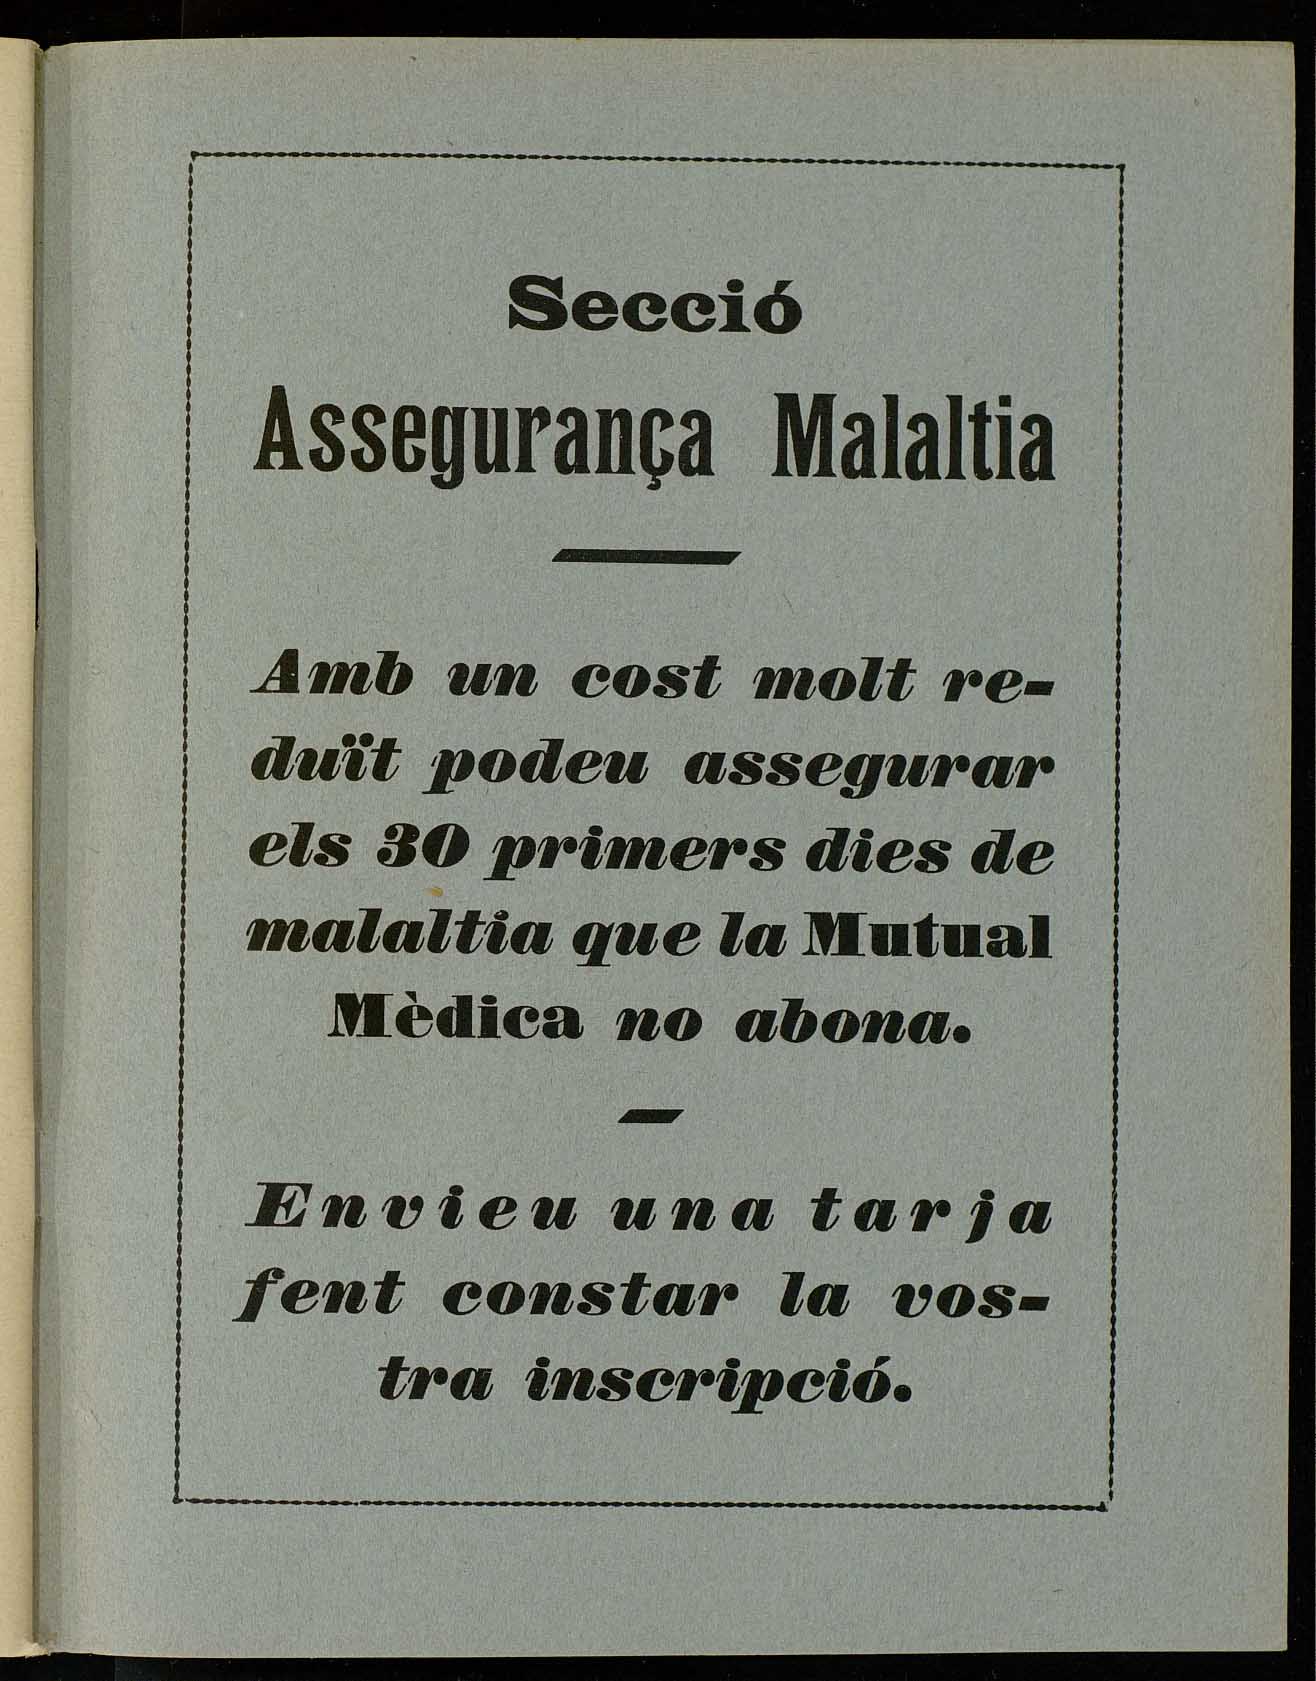 Secció
Assegurança Malaltia
Amb un cost molt re-
duït podeu assegurar
els 30 primers dies de
malaltia que la Mutual
Mèdica no abona.
Envieu una tarja
fent constar la vos-
tra inscripció.